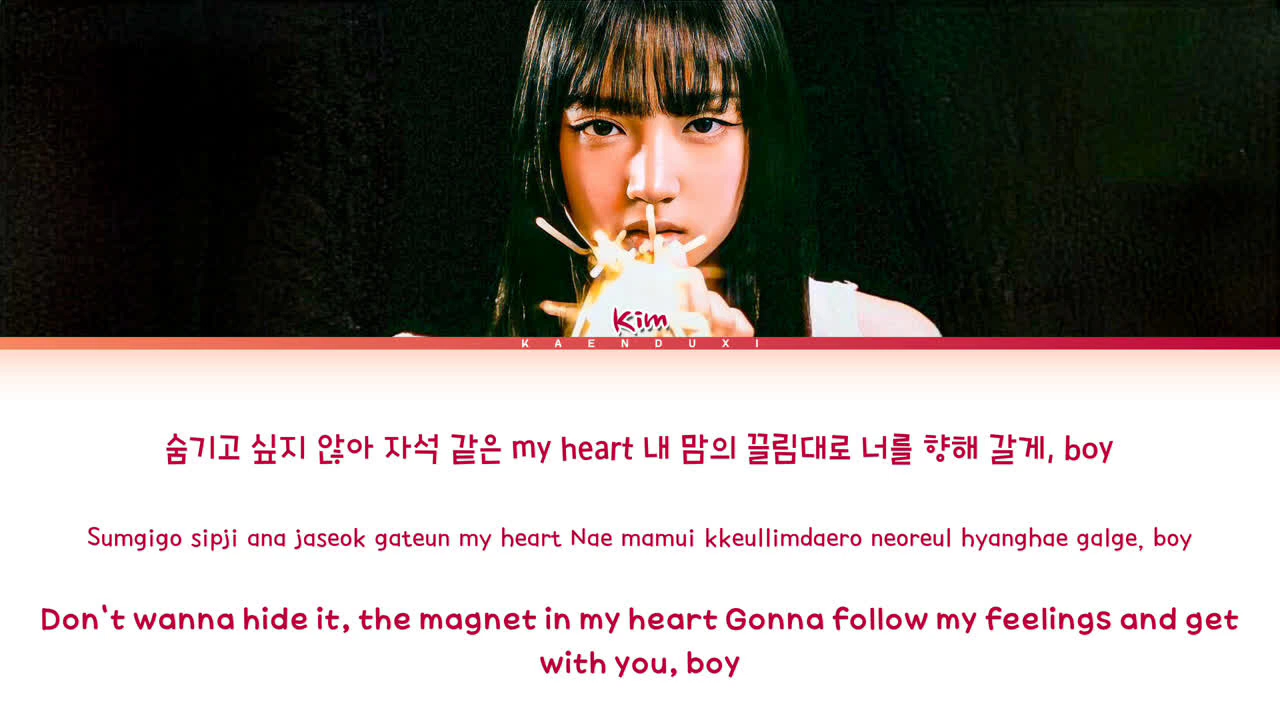 Kim
KAENDUXI
숨기고 싶지 않아 자석 같은 my heart 내 맘의 끌림대로 너를 향해 갈게, boy
Sumgigo sipji ana jaseok gateun my heart Nae mamui kkeullimdaero neoreul hyanghae galge, boy
Don't wanna hide it, the magnet in my heart Gonna follow my feelings and get
with you, boy